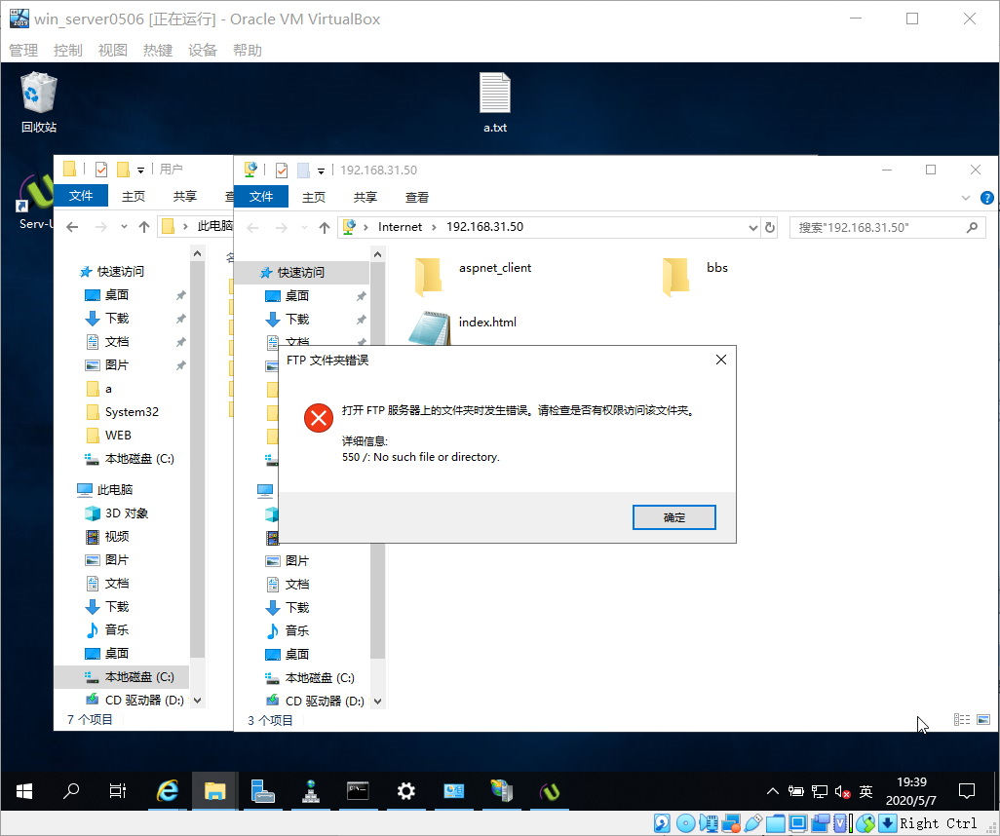 win_server0506 [正在运行] - Oracle VM VirtualBox
管理 控制 视图 热键 设备 帮助
回收站
a.txt
Serv-U
用户
文件 主页 共享 查
此电脑
名
快速访问
桌面
下载
文档
图片
a
System32
WEB
本地磁盘 (C:)
此电脑
3D 对象
视频
图片
文档
下载
音乐
桌面
本地磁盘 (C:)
CD 驱动器 (D:)
7 个项目
192.168.31.50
文件 主页 共享 查看
Internet 192.168.31.50
搜索"192.168.31.50"
快速访问
桌面
下载
文档
图片
文档
下载
音乐
桌面
本地磁盘 (C:)
CD 驱动器 (D:)
3 个项目
aspnet_client
bbs
index.html
FTP 文件夹错误
打开 FTP 服务器上的文件夹时发生错误。请检查是否有权限访问该文件夹。
详细信息:
550 /: No such file or directory.
确定
英
19:39
2020/5/7
Right Ctrl